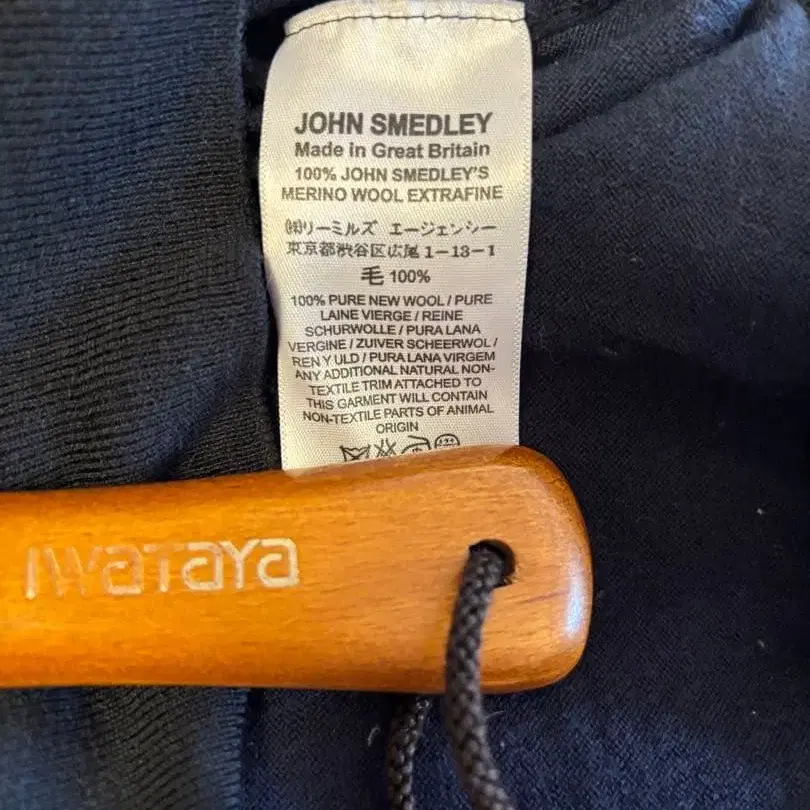 JOHN SMEDLEY
Made in Great Britain
100% JOHN SMEDLEY'S
MERINO WOOL EXTRAFINE
㈱リーミルズ エージェンシー
東京都渋谷区広尾1-13-1
毛 100%
100% PURE NEW WOOL / PURE
LAINE VIERGE / REINE
SCHURWOLLE / PURA LANA
VERGINE / ZUIVER SCHEERWOL /
REN Y ULD / PURA LANA VIRGEM
ANY ADDITIONAL NATURAL NON-
TEXTILE TRIM ATTACHED TO
THIS GARMENT WILL CONTAIN
NON-TEXTILE PARTS OF ANIMAL
ORIGIN
IWATAYA